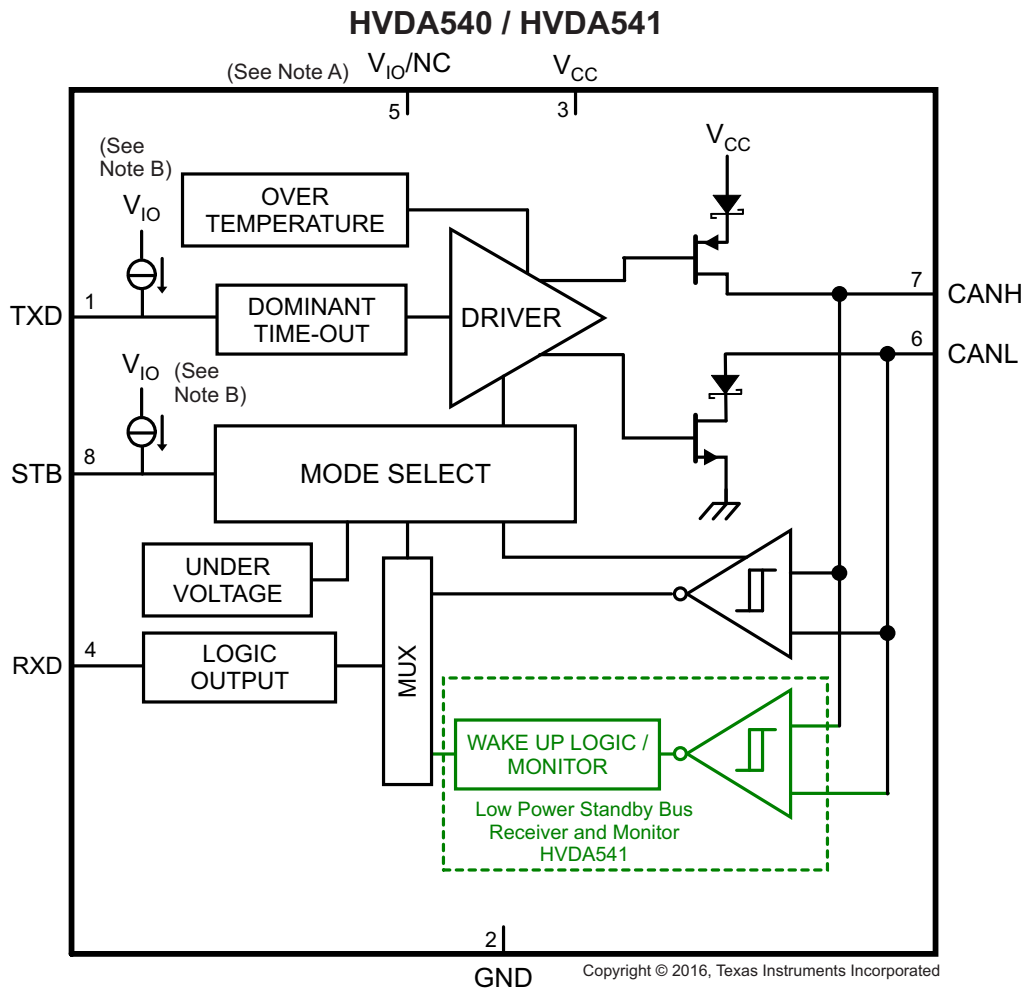 HVDA540 / HVDA541
(See Note A)
VIO/NC
VCC
5
3
(See
Note B)
VIO
OVER
TEMPERATURE
VCC
TXD
1
DOMINANT
TIME-OUT
DRIVER
7
CANH
6
CANL
VIO
(See
Note B)
STB
8
MODE SELECT
UNDER
VOLTAGE
RXD
4
LOGIC
OUTPUT
MUX
WAKE UP LOGIC /
MONITOR
Low Power Standby Bus
Receiver and Monitor
HVDA541
2
GND
Copyright © 2016, Texas Instruments Incorporated